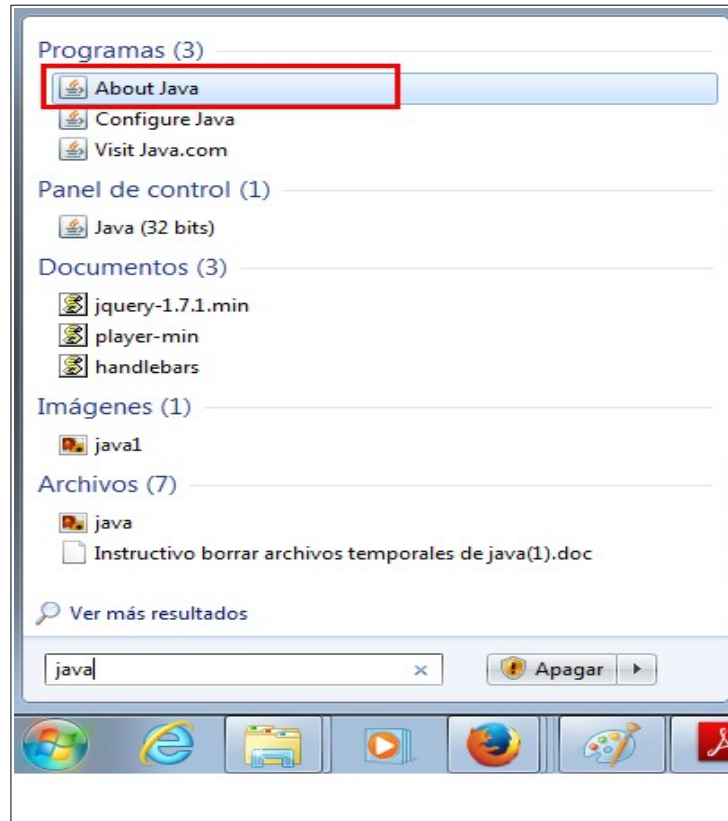 Programas (3)
About Java
Configure Java
Visit Java.com
Panel de control (1)
Java (32 bits)
Documentos (3)
jquery-1.7.1.min
player-min
handlebars
Imágenes (1)
java1
Archivos (7)
java
Instructivo borrar archivos temporales de java(1).doc
Ver más resultados
java
Apagar